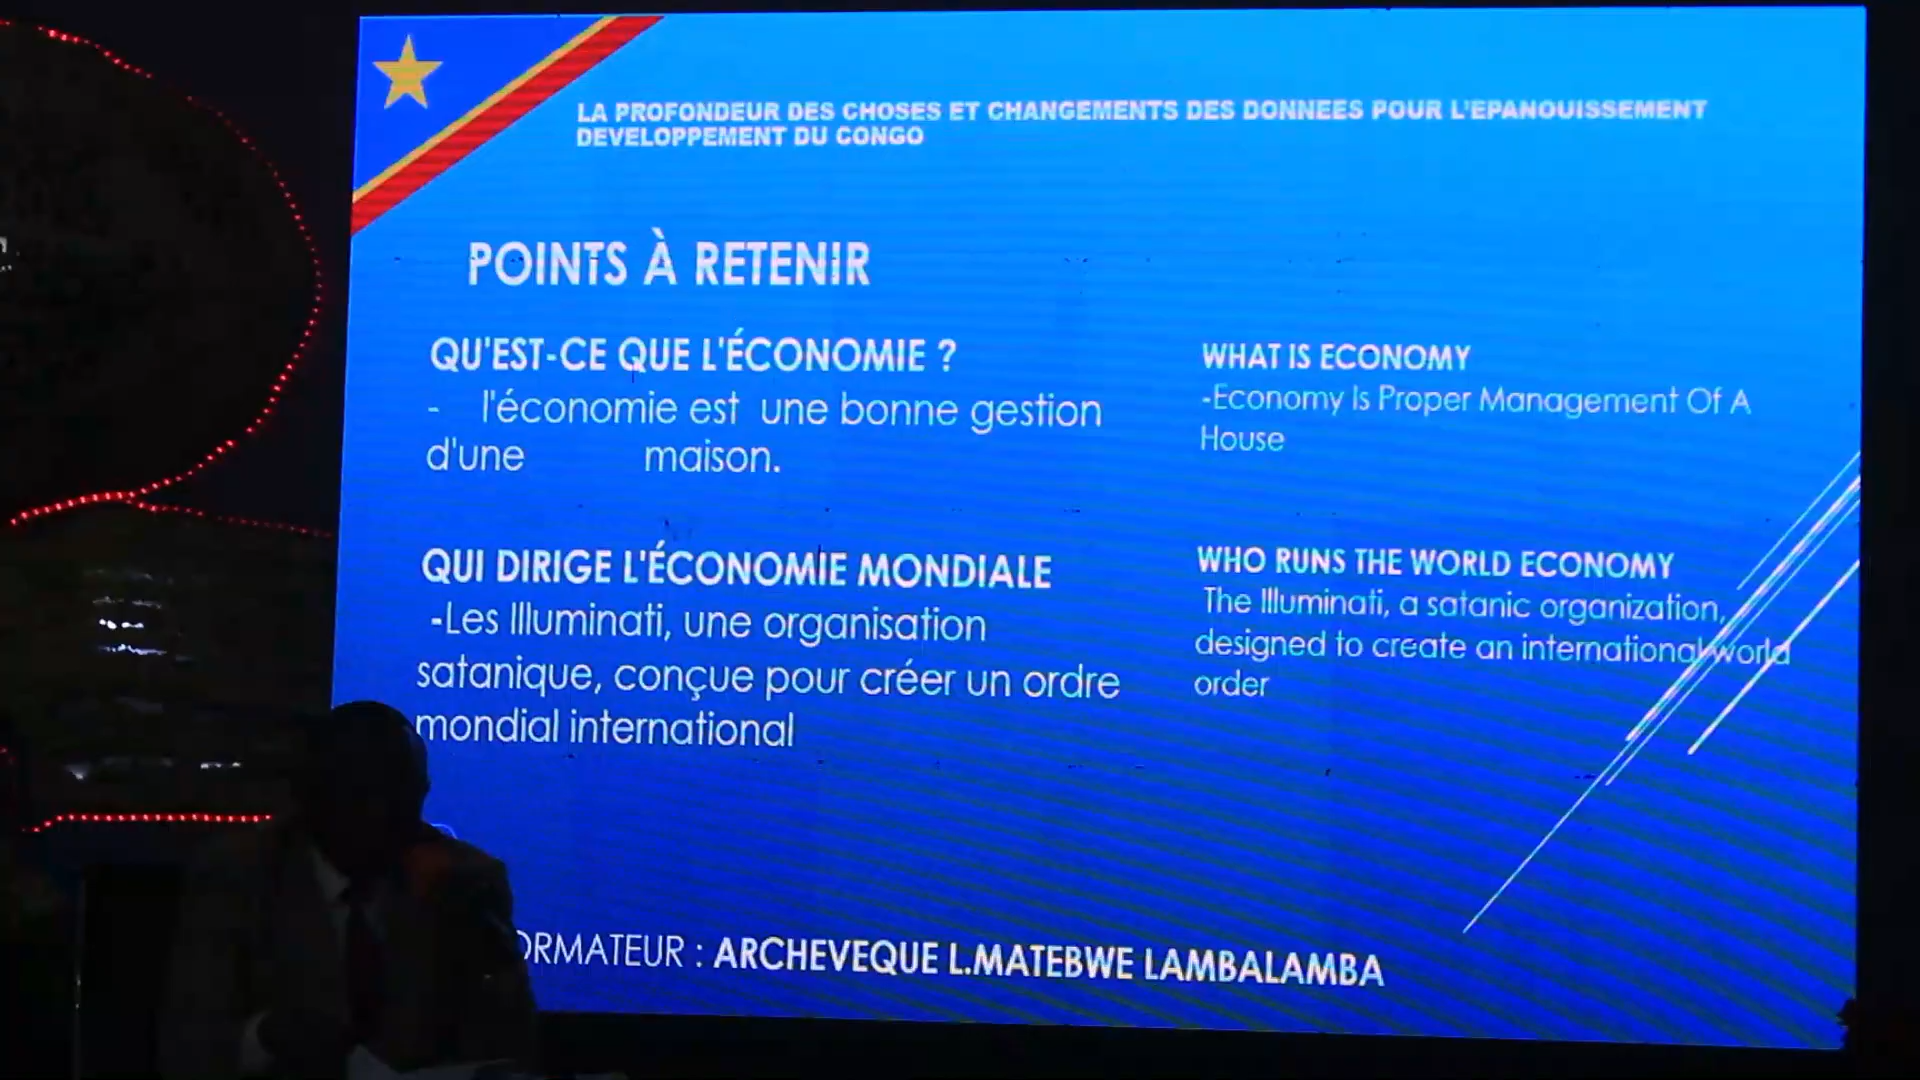 LA PROFONDEUR DES CHOSES ET CHANGEMENTS DES DONNEES POUR L'EPANOUISSEMENT
DEVELOPPEMENT DU CONGO
POINTS À RETENIR
QU'EST-CE QUE L'ÉCONOMIE ?
- l'économie est une bonne gestion
d'une maison.
QUI DIRIGE L'ÉCONOMIE MONDIALE
-Les Illuminati, une organisation
satanique, conçue pour créer un ordre
mondial international
WHAT IS ECONOMY
-Economy Is Proper Management Of A
House
WHO RUNS THE WORLD ECONOMY
The Illuminati, a satanic organization,
designed to create an international world
order
ORMATEUR : ARCHEVEQUE L.MATEBWE LAMBALAMBA